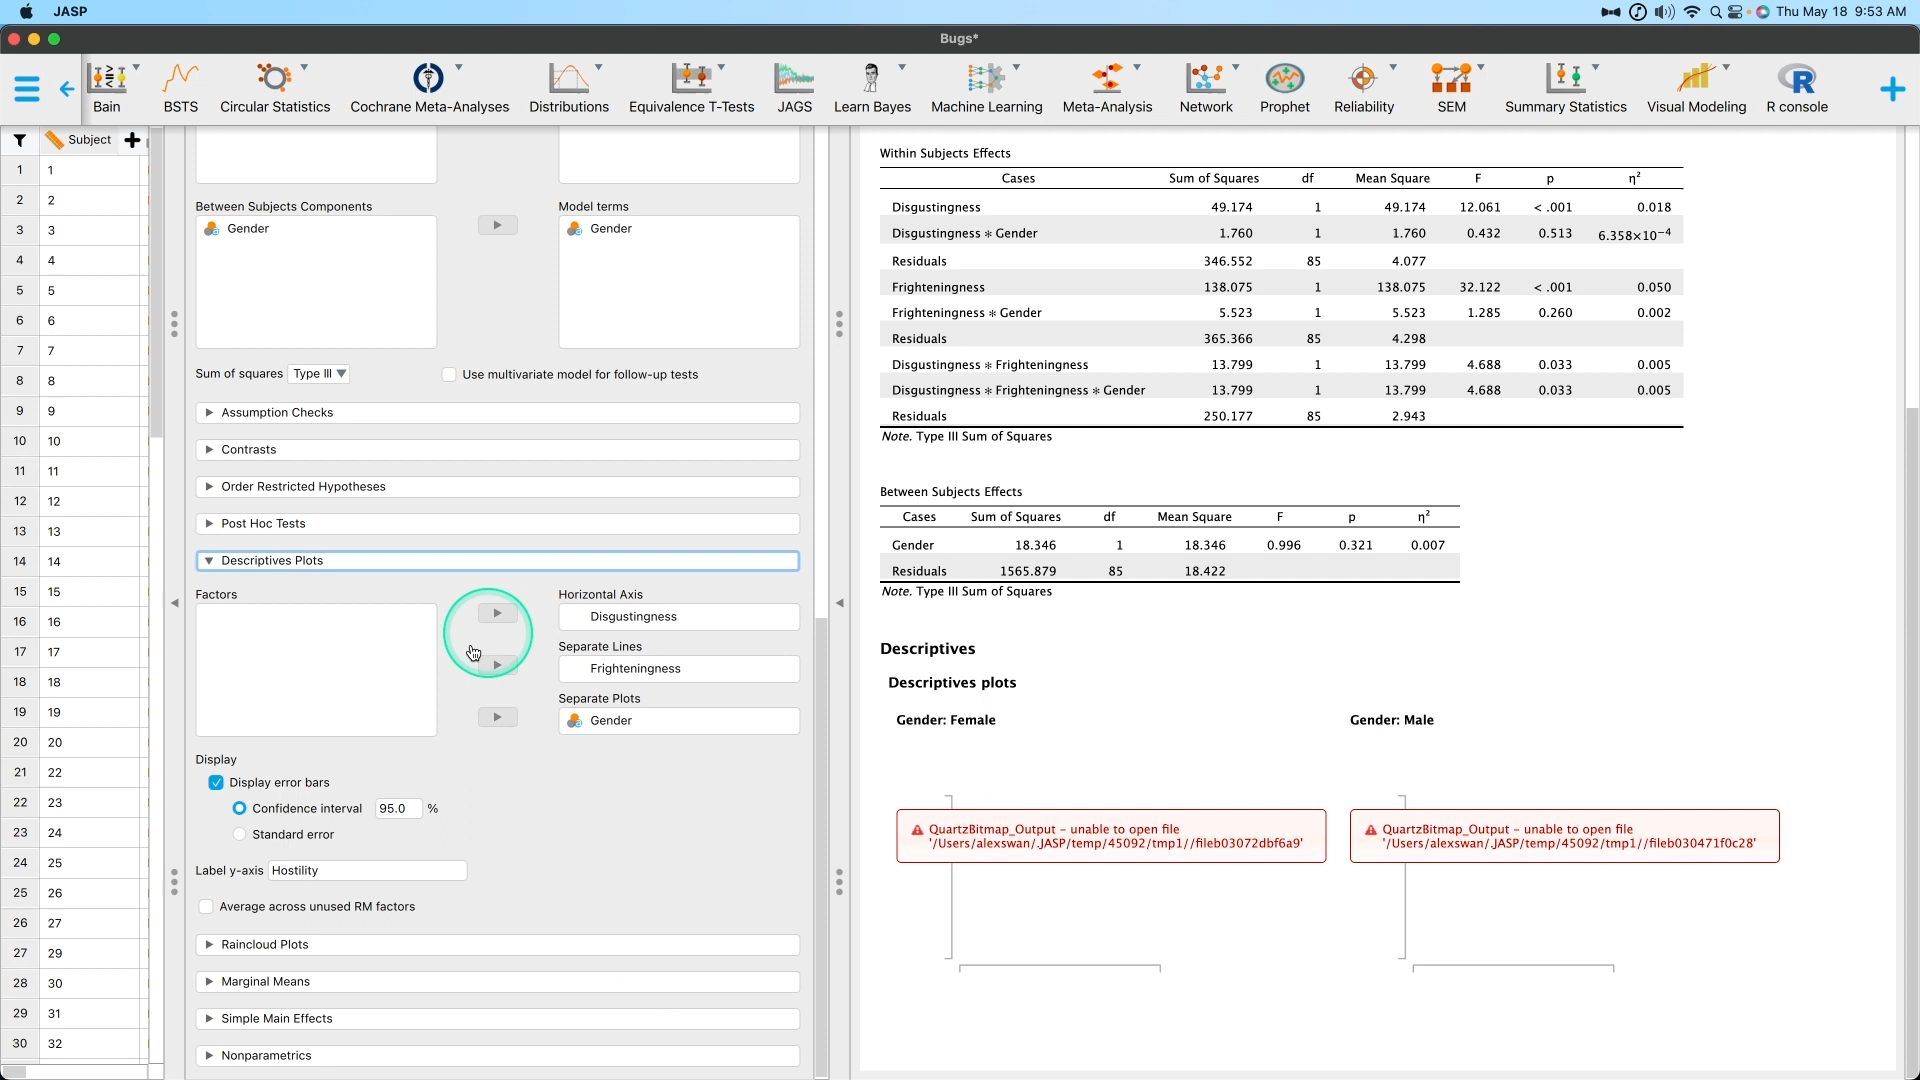 JASP
Thu May 18 9:53 AM
Bugs*
Bain
BSTS
Circular Statistics
Cochrane Meta-Analyses
Distributions
Equivalence T-Tests
JAGS
Learn Bayes
Machine Learning
Meta-Analysis
Network
Prophet
Reliability
SEM
Summary Statistics
Visual Modeling
R console
Subject
1 1
2 2
3 3
4 4
5 5
6 6
7 7
8 8
9 9
10 10
11 11
12 12
13 13
14 14
15 15
16 16
17 17
18 18
19 19
20 20
21 22
22 23
23 24
24 25
25 26
26 27
27 29
28 30
29 31
30 32
Between Subjects Components
Gender
Model terms
Gender
Sum of squares Type III
Use multivariate model for follow-up tests
Assumption Checks
Contrasts
Order Restricted Hypotheses
Post Hoc Tests
Descriptives Plots
Factors
Horizontal Axis
Disgustingness
Separate Lines
Frighteningness
Separate Plots
Gender
Display
Display error bars
Confidence interval 95.0 %
Standard error
Label y-axis Hostility
Average across unused RM factors
Raincloud Plots
Marginal Means
Simple Main Effects
Nonparametrics
Within Subjects Effects
Cases Sum of Squares df Mean Square F p η²
Disgustingness 49.174 1 49.174 12.061 < .001 0.018
Disgustingness ∗ Gender 1.760 1 1.760 0.432 0.513 6.358×10⁻⁴
Residuals 346.552 85 4.077
Frighteningness 138.075 1 138.075 32.122 < .001 0.050
Frighteningness ∗ Gender 5.523 1 5.523 1.285 0.260 0.002
Residuals 365.366 85 4.298
Disgustingness ∗ Frighteningness 13.799 1 13.799 4.688 0.033 0.005
Disgustingness ∗ Frighteningness ∗ Gender 13.799 1 13.799 4.688 0.033 0.005
Residuals 250.177 85 2.943
Note. Type III Sum of Squares
Between Subjects Effects
Cases Sum of Squares df Mean Square F p η²
Gender 18.346 1 18.346 0.996 0.321 0.007
Residuals 1565.879 85 18.422
Note. Type III Sum of Squares
Descriptives
Descriptives plots
Gender: Female
QuartzBitmap_Output - unable to open file
'/Users/alexswan/.JASP/temp/45092/tmp1//fileb03072dbf6a9'
Gender: Male
QuartzBitmap_Output - unable to open file
'/Users/alexswan/.JASP/temp/45092/tmp1//fileb030471f0c28'